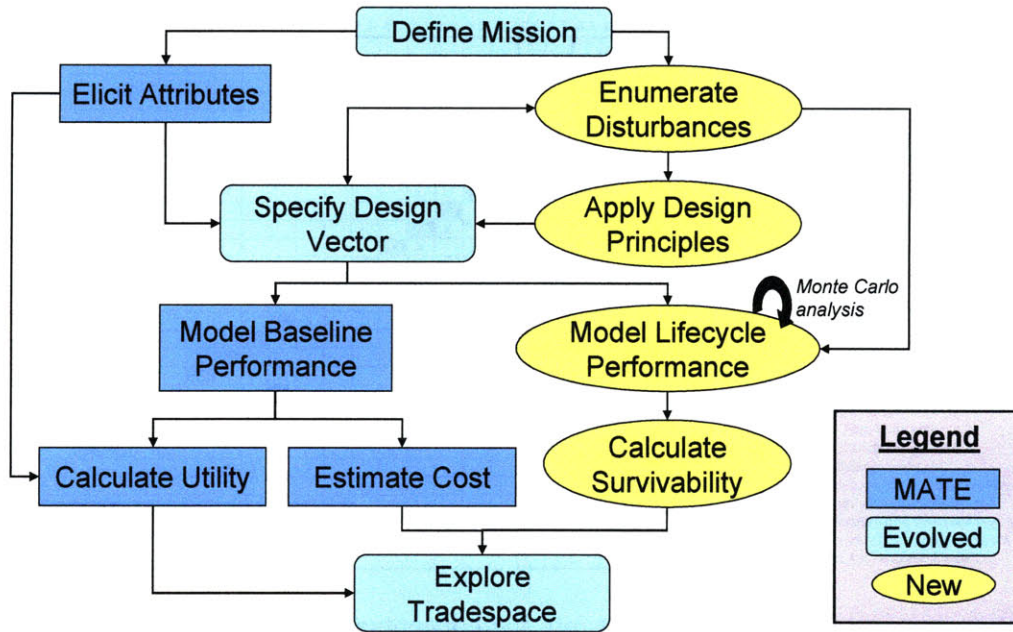 Define Mission
Elicit Attributes
Enumerate
Disturbances
Specify Design
Vector
Apply Design
Principles
Monte Carlo
analysis
Model Baseline
Performance
Model Lifecycle
Performance
Calculate Utility
Estimate Cost
Calculate
Survivability
Explore
Tradespace
Legend
MATE
Evolved
New